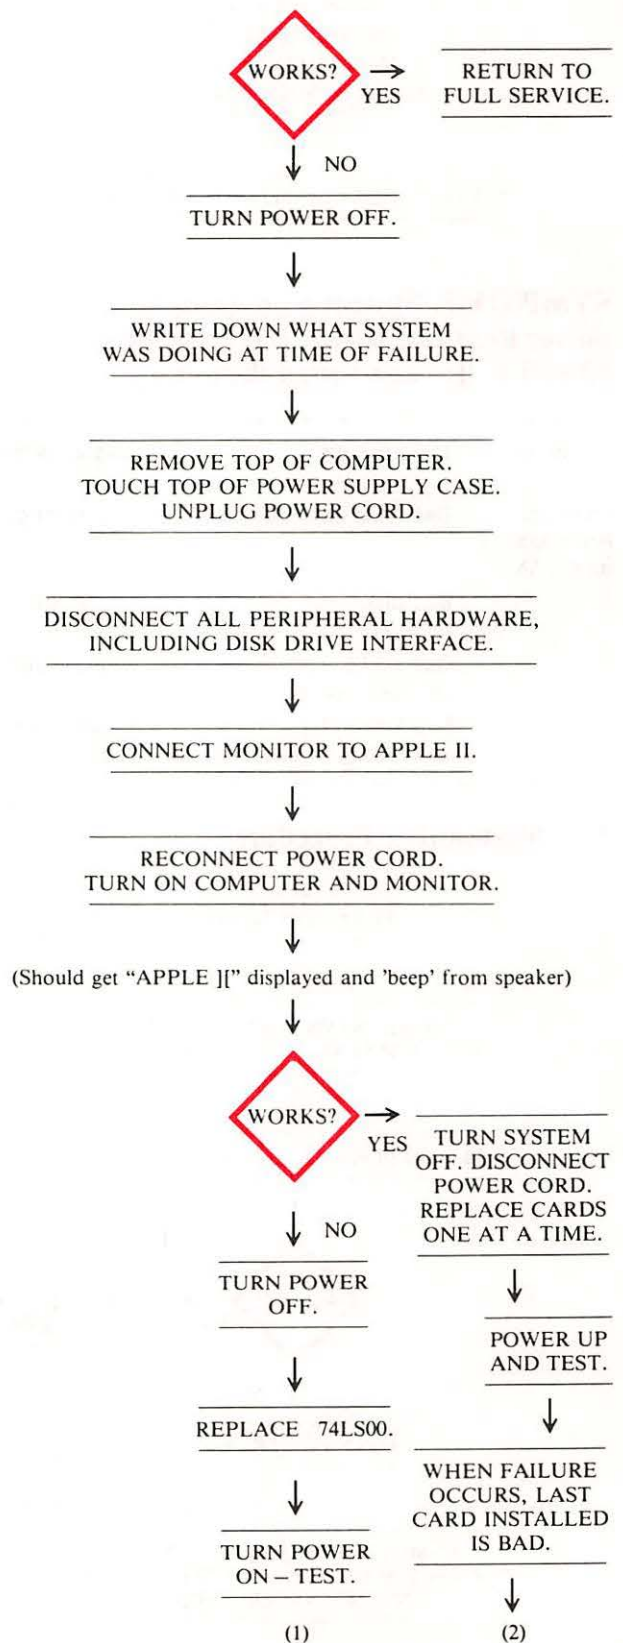 WORKS?
YES
RETURN TO
FULL SERVICE.
NO
TURN POWER OFF.
WRITE DOWN WHAT SYSTEM
WAS DOING AT TIME OF FAILURE.
REMOVE TOP OF COMPUTER.
TOUCH TOP OF POWER SUPPLY CASE.
UNPLUG POWER CORD.
DISCONNECT ALL PERIPHERAL HARDWARE,
INCLUDING DISK DRIVE INTERFACE.
CONNECT MONITOR TO APPLE II.
RECONNECT POWER CORD.
TURN ON COMPUTER AND MONITOR.
(Should get “APPLE ][” displayed and 'beep' from speaker)
WORKS?
YES
NO
TURN POWER
OFF.
REPLACE 74LS00.
TURN POWER
ON – TEST.
(1)
TURN SYSTEM
OFF. DISCONNECT
POWER CORD.
REPLACE CARDS
ONE AT A TIME.
POWER UP
AND TEST.
WHEN FAILURE
OCCURS, LAST
CARD INSTALLED
IS BAD.
(2)